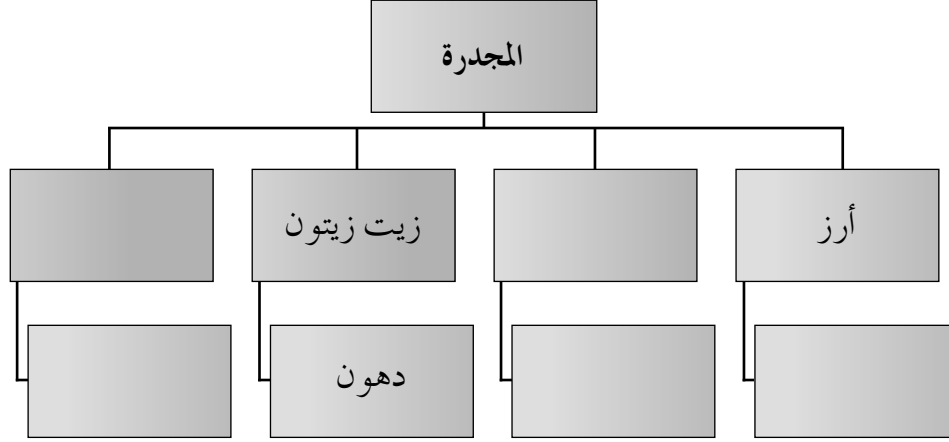 المجدرة
أرز
زيت زيتون
دهون